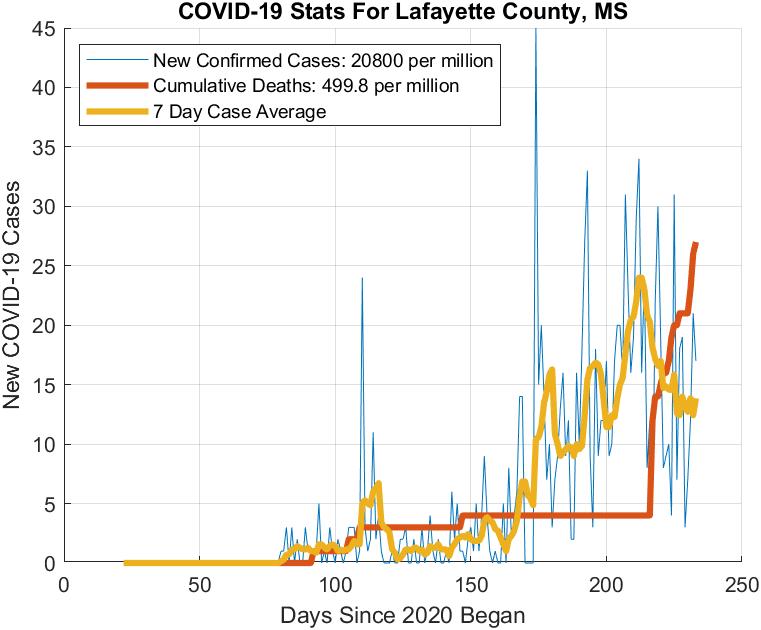 COVID-19 Stats For Lafayette County, MS
New Confirmed Cases: 20800 per million
Cumulative Deaths: 499.8 per million
7 Day Case Average
New COVID-19 Cases
45
40
35
30
25
20
15
10
5
0
0 50 100 150 200 250
Days Since 2020 Began